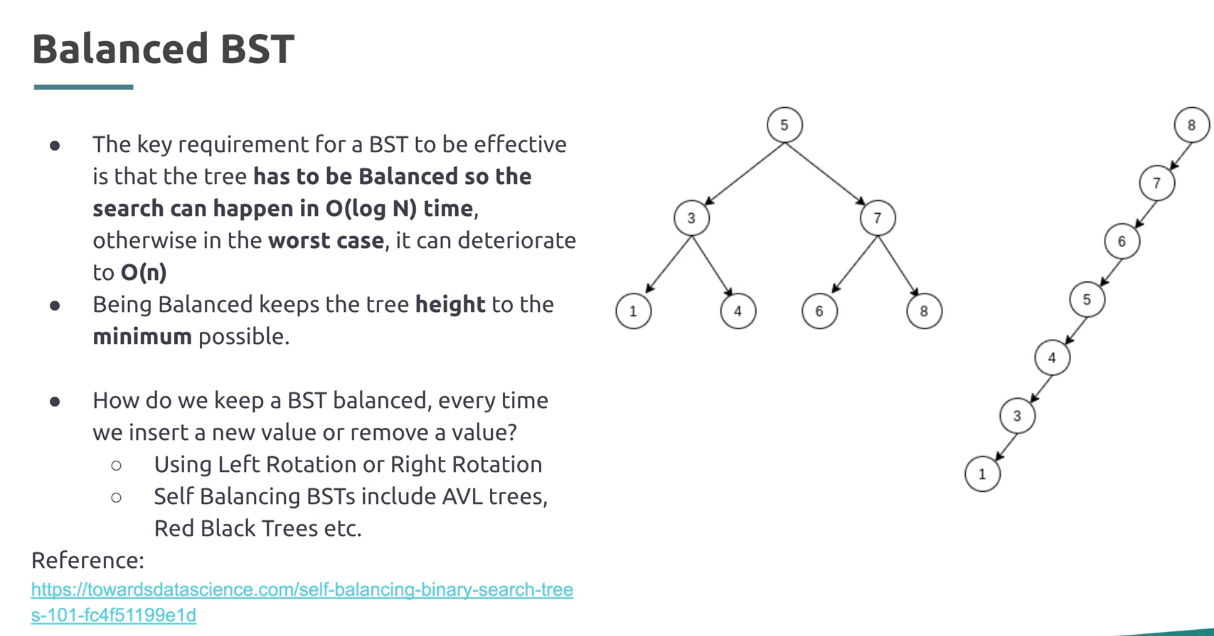 Balanced BST
● The key requirement for a BST to be effective
is that the tree has to be Balanced so the
search can happen in O(log N) time,
otherwise in the worst case, it can deteriorate
to O(n)
● Being Balanced keeps the tree height to the
minimum possible.
● How do we keep a BST balanced, every time
we insert a new value or remove a value?
○ Using Left Rotation or Right Rotation
○ Self Balancing BSTs include AVL trees,
Red Black Trees etc.
Reference:
https://towardsdatascience.com/self-balancing-binary-search-tree
s-101-fc4f51199e1d
5
3 7
1 4 6 8
8
7
6
5
4
3
1